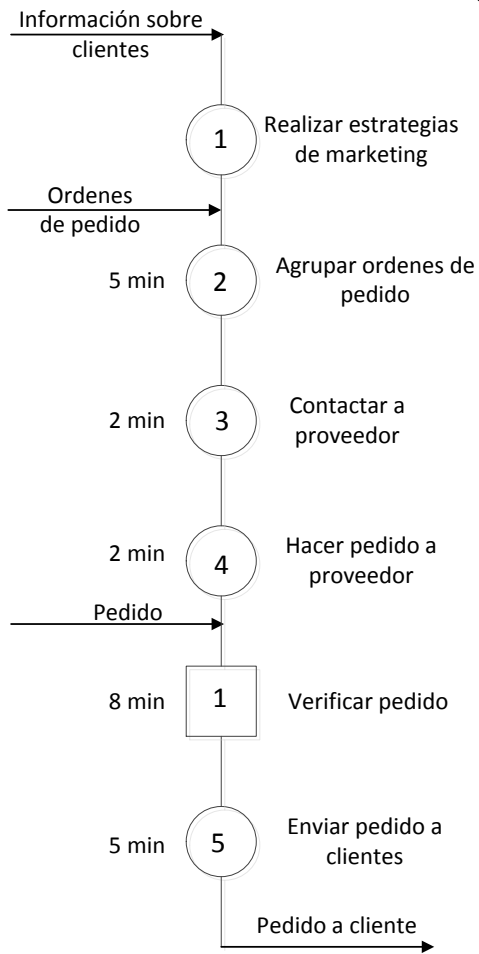 Información sobre
clientes
1
Realizar estrategias
de marketing
Ordenes
de pedido
5 min
2
Agrupar ordenes de
pedido
2 min
3
Contactar a
proveedor
2 min
4
Hacer pedido a
proveedor
Pedido
8 min
1
Verificar pedido
5 min
5
Enviar pedido a
clientes
Pedido a cliente